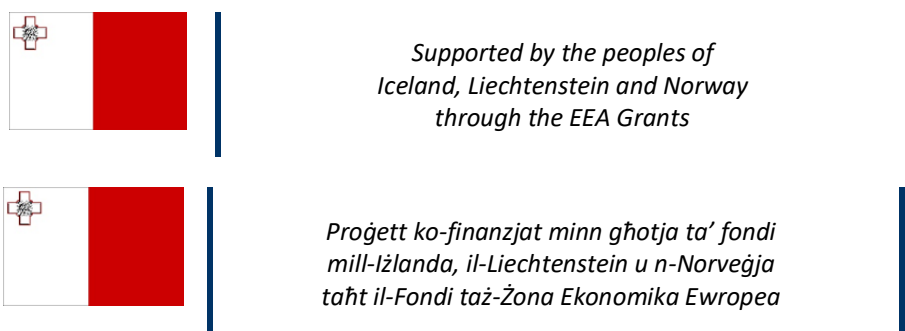 Supported by the peoples of
Iceland, Liechtenstein and Norway
through the EEA Grants
Proġett ko-finanzjat minn għotja ta’ fondi
mill-Iżlanda, il-Liechtenstein u n-Norveġja
taħt il-Fondi taż-Żona Ekonomika Ewropea